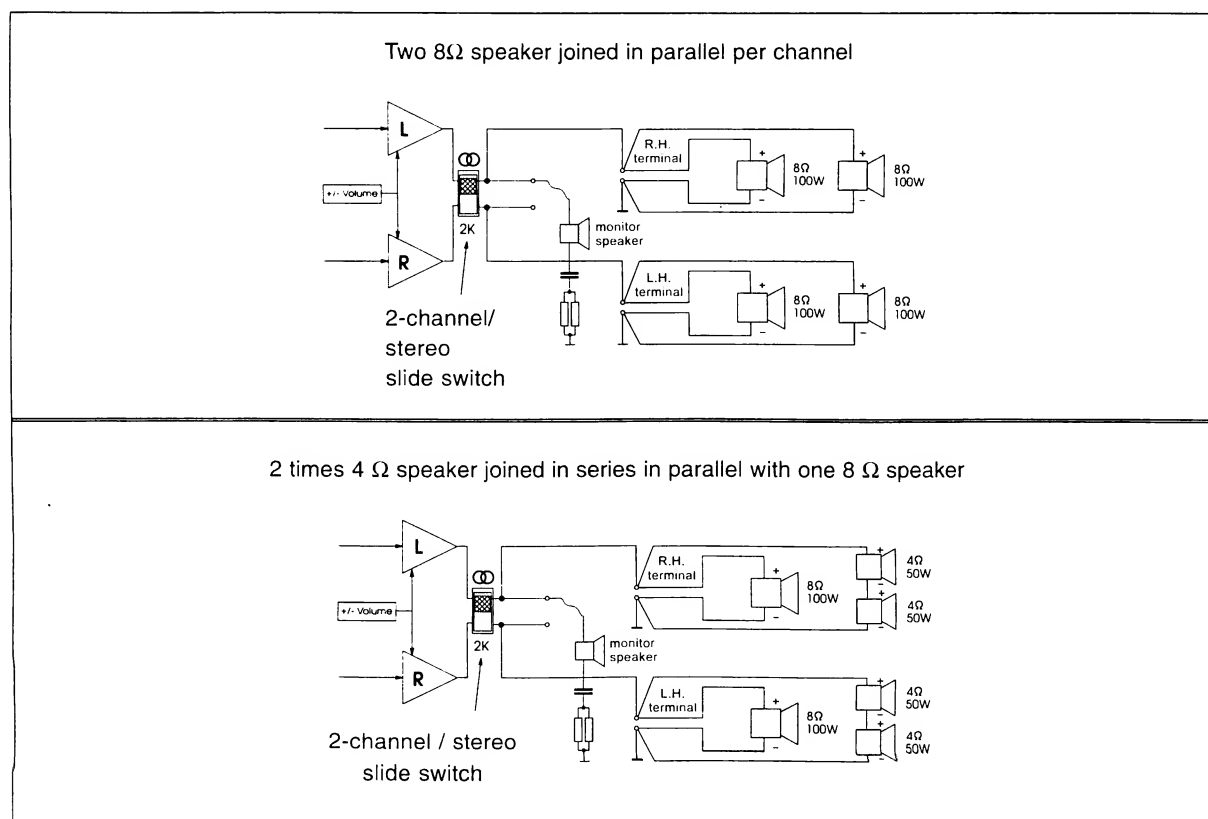 Two 8Ω speaker joined in parallel per channel
L
R.H.
terminal
+
-
8Ω
100W
+
-
8Ω
100W
+/- Volume
2K
monitor
speaker
R
L.H.
terminal
+
-
8Ω
100W
+
-
8Ω
100W
2-channel/
stereo
slide switch
2 times 4 Ω speaker joined in series in parallel with one 8 Ω speaker
L
R.H.
terminal
+
-
8Ω
100W
+
-
4Ω
50W
-
4Ω
50W
+/- Volume
2K
monitor
speaker
R
L.H.
terminal
+
-
8Ω
100W
+
-
4Ω
50W
+
-
4Ω
50W
2-channel / stereo
slide switch